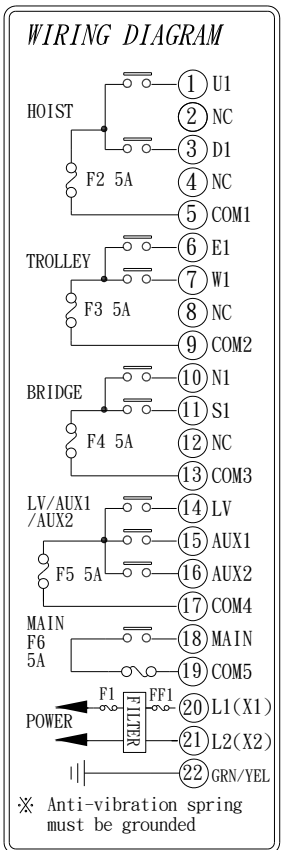 WIRING DIAGRAM
1 U1
HOIST
2 NC
3 D1
F2 5A
4 NC
5 COM1
6 E1
TROLLEY
7 W1
F3 5A
8 NC
9 COM2
10 N1
BRIDGE
11 S1
F4 5A
12 NC
13 COM3
LV/AUX1
/AUX2
14 LV
15 AUX1
F5 5A
16 AUX2
17 COM4
MAIN
F6
5A
18 MAIN
19 COM5
F1 FILTER FF1 20 L1(X1)
POWER
21 L2(X2)
22 GRN/YEL
※ Anti-vibration spring
must be grounded